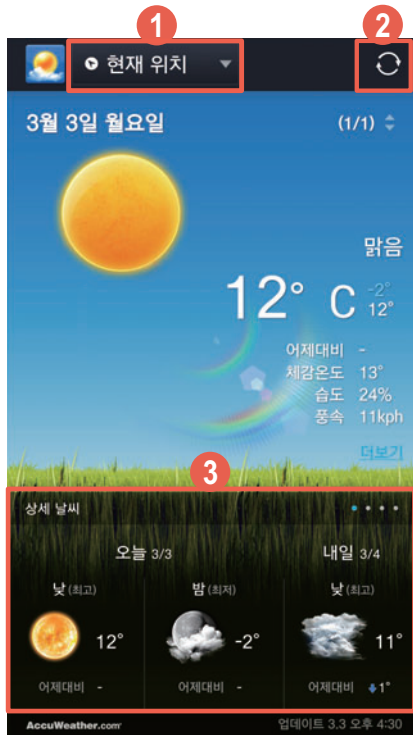 1
2
현재 위치
3월 3일 월요일
(1/1)
맑음
12° C
-2°
12°
어제대비 -
체감온도 13°
습도 24%
풍속 11kph
더보기
3
상세 날씨
오늘 3/3
내일 3/4
낮(최고)
밤(최저)
낮(최고)
12°
-2°
11°
어제대비 -
어제대비 -
어제대비 1°
AccuWeather.com
업데이트 3.3 오후 4:30